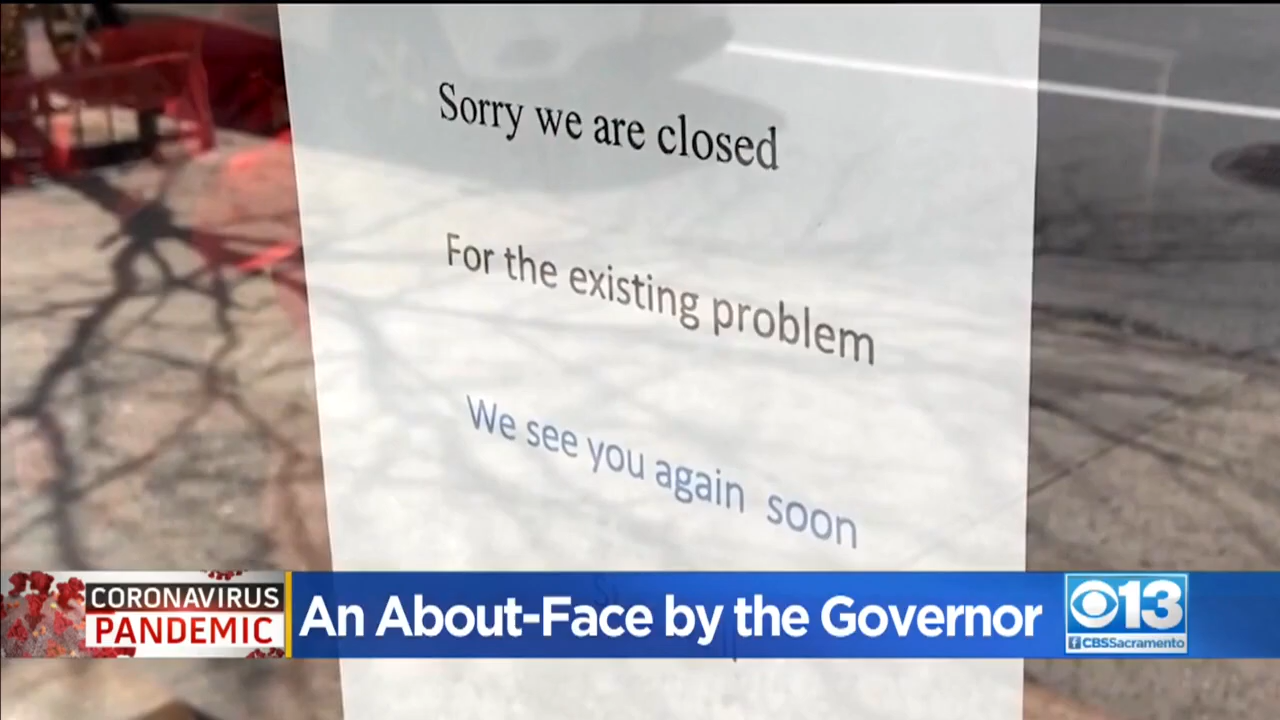 Sorry we are closed
For the existing problem
We see you again soon
CORONAVIRUS
PANDEMIC
An About-Face by the Governor
13
CBSSacramento